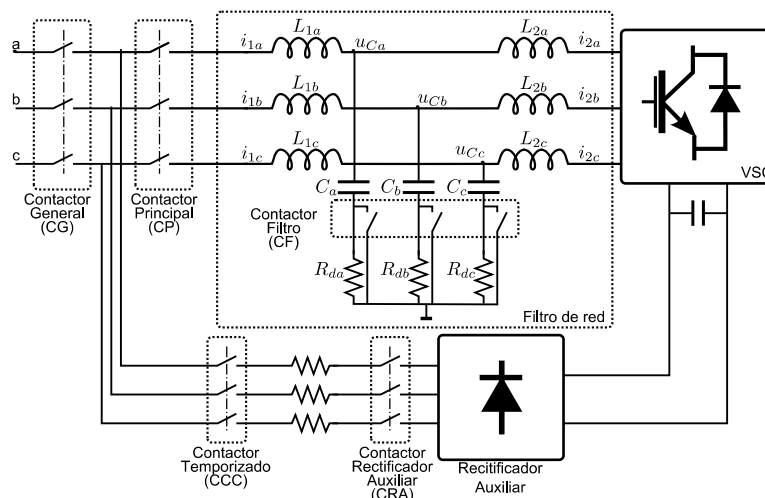 L1a
L2a
a
i1a
uCa
i2a
L1b
L2b
b
i1b
uCb
i2b
L1c
L2c
c
i1c
uCc
i2c
VSC
Ca
Cb
Cc
Contactor
General
(CG)
Contactor
Principal
(CP)
Contactor
Filtro
(CF)
Rda
Rdb
Rdc
Filtro de red
Contactor
Temporizado
(CCC)
Contactor
Rectificador
Auxiliar
(CRA)
Recitificador
Auxiliar